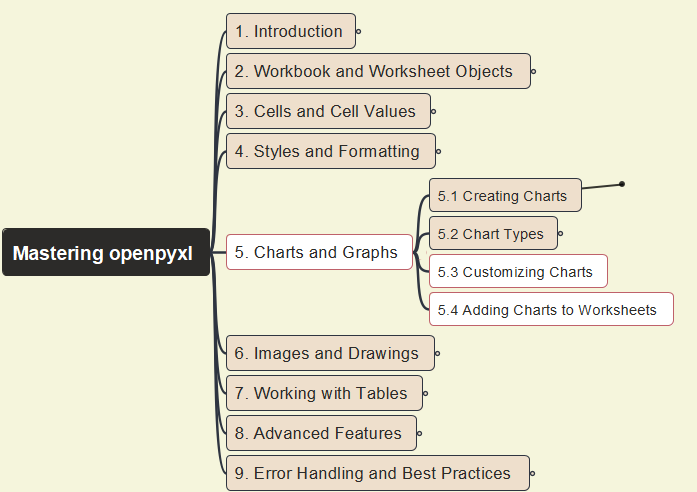 1. Introduction
2. Workbook and Worksheet Objects
3. Cells and Cell Values
4. Styles and Formatting
Mastering openpyxl
5. Charts and Graphs
5.1 Creating Charts
5.2 Chart Types
5.3 Customizing Charts
5.4 Adding Charts to Worksheets
6. Images and Drawings
7. Working with Tables
8. Advanced Features
9. Error Handling and Best Practices